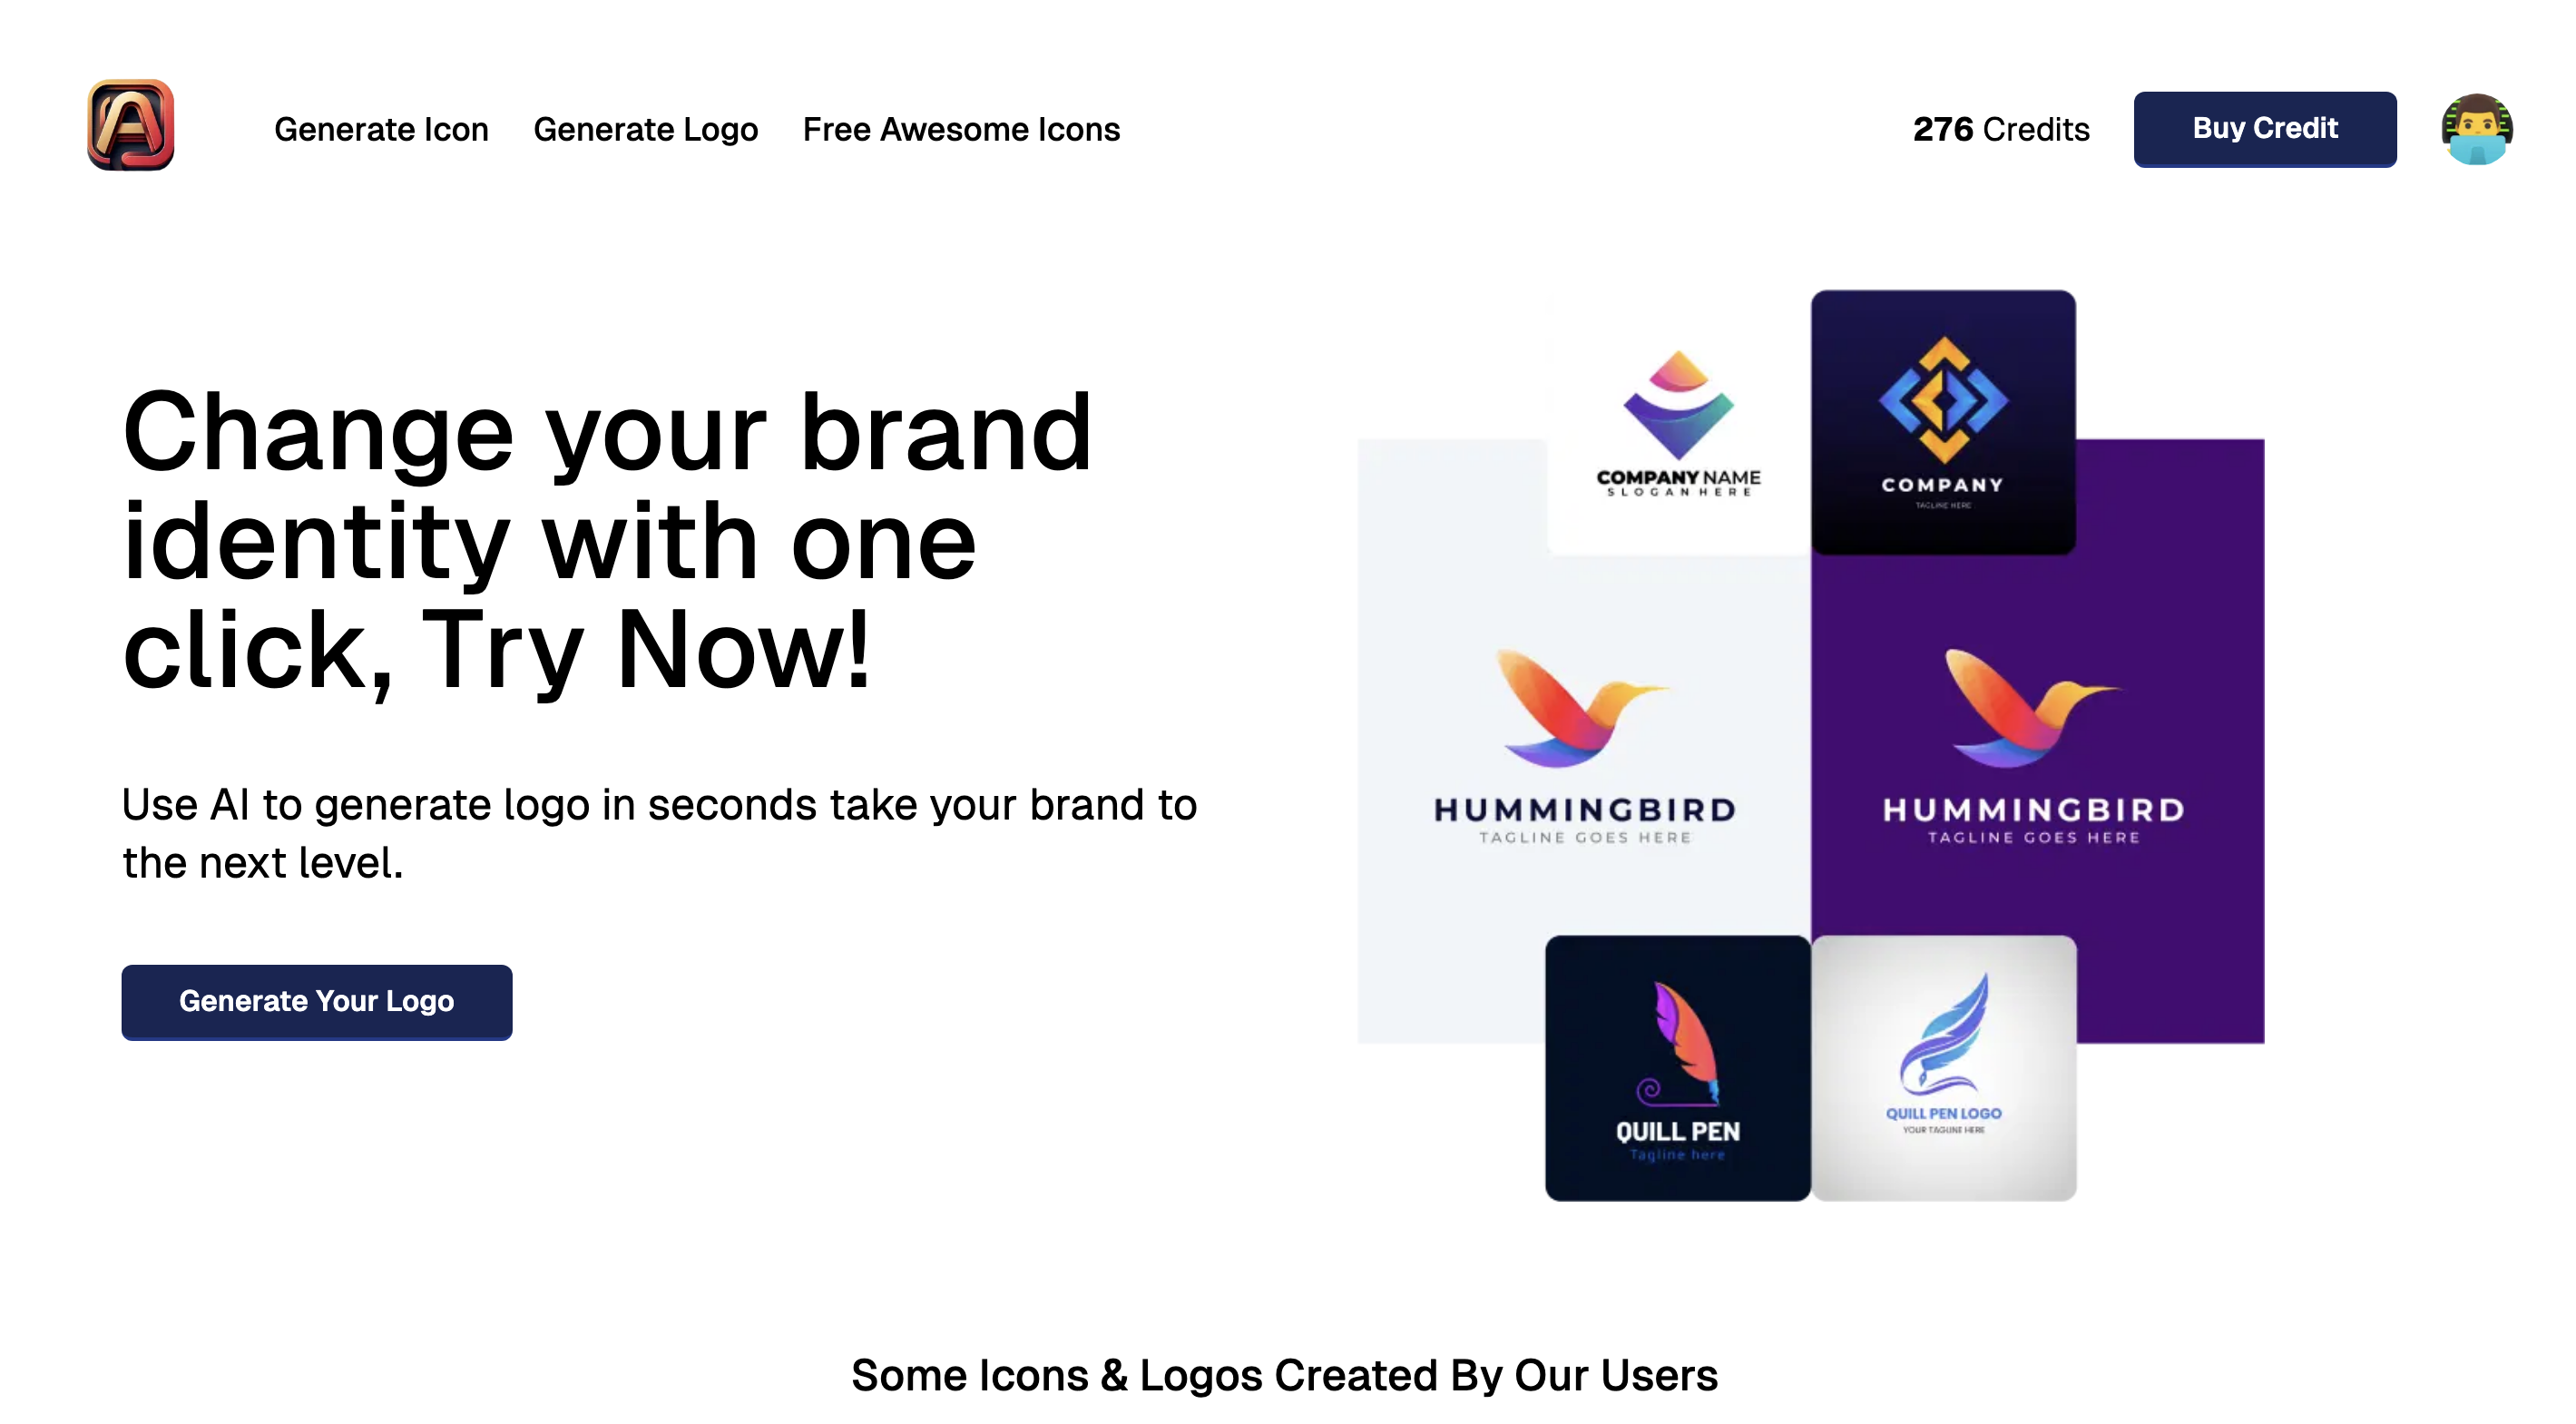 Generate Icon
Generate Logo
Free Awesome Icons
276 Credits
Buy Credit
Change your brand
identity with one
click, Try Now!
Use AI to generate logo in seconds take your brand to
the next level.
Generate Your Logo
COMPANY NAME
SLOGAN HERE
COMPANY
TAGLINE HERE
HUMMINGBIRD
TAGLINE GOES HERE
HUMMINGBIRD
TAGLINE GOES HERE
QUILL PEN
Tagline here
QUILL PEN LOGO
YOUR TAGLINE HERE
Some Icons & Logos Created By Our Users